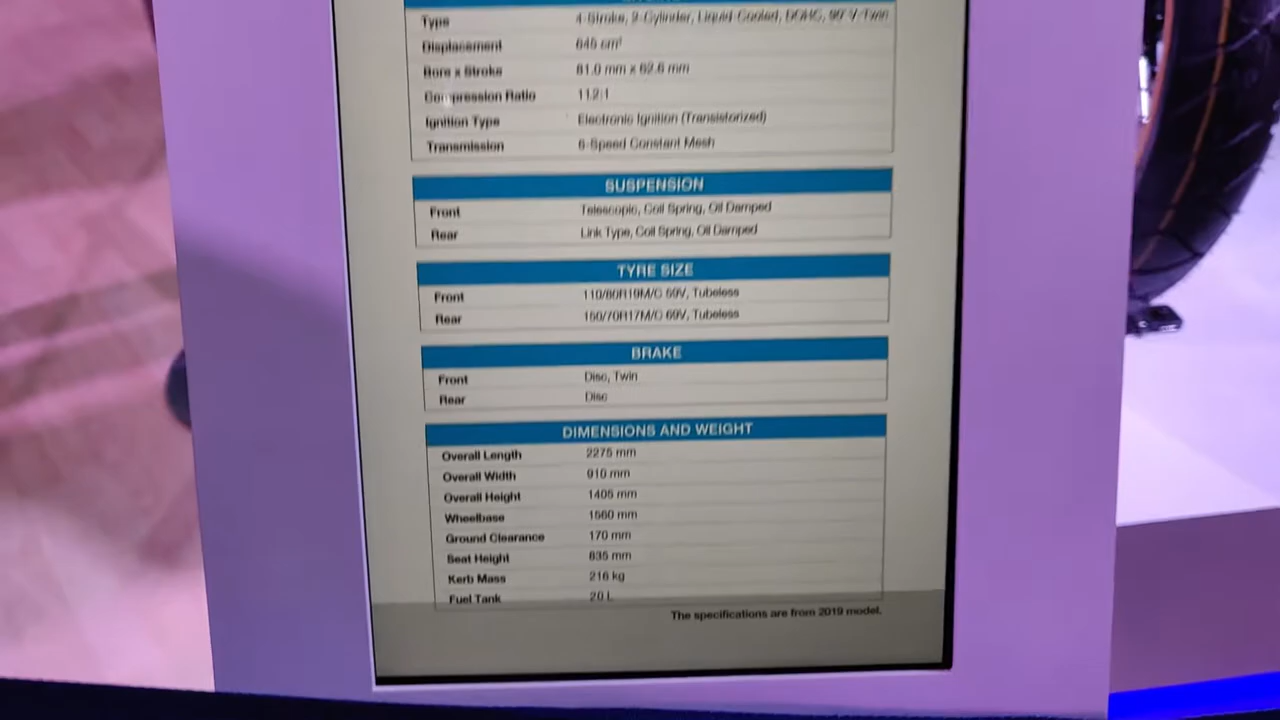 Type 4-Stroke, 2-Cylinder, Liquid-Cooled, DOHC, 90° V-Twin
Displacement 645 cm³
Bore x Stroke 81.0 mm x 62.6 mm
Compression Ratio 11.2:1
Ignition Type Electronic Ignition (Transistorized)
Transmission 6-Speed Constant Mesh
SUSPENSION
Front Telescopic, Coil Spring, Oil Damped
Rear Link Type, Coil Spring, Oil Damped
TYRE SIZE
Front 110/80R19M/C 59V, Tubeless
Rear 150/70R17M/C 69V, Tubeless
BRAKE
Front Disc, Twin
Rear Disc
DIMENSIONS AND WEIGHT
Overall Length 2275 mm
Overall Width 910 mm
Overall Height 1405 mm
Wheelbase 1560 mm
Ground Clearance 170 mm
Seat Height 835 mm
Kerb Mass 216 kg
Fuel Tank 20 L
The specifications are from 2019 model.